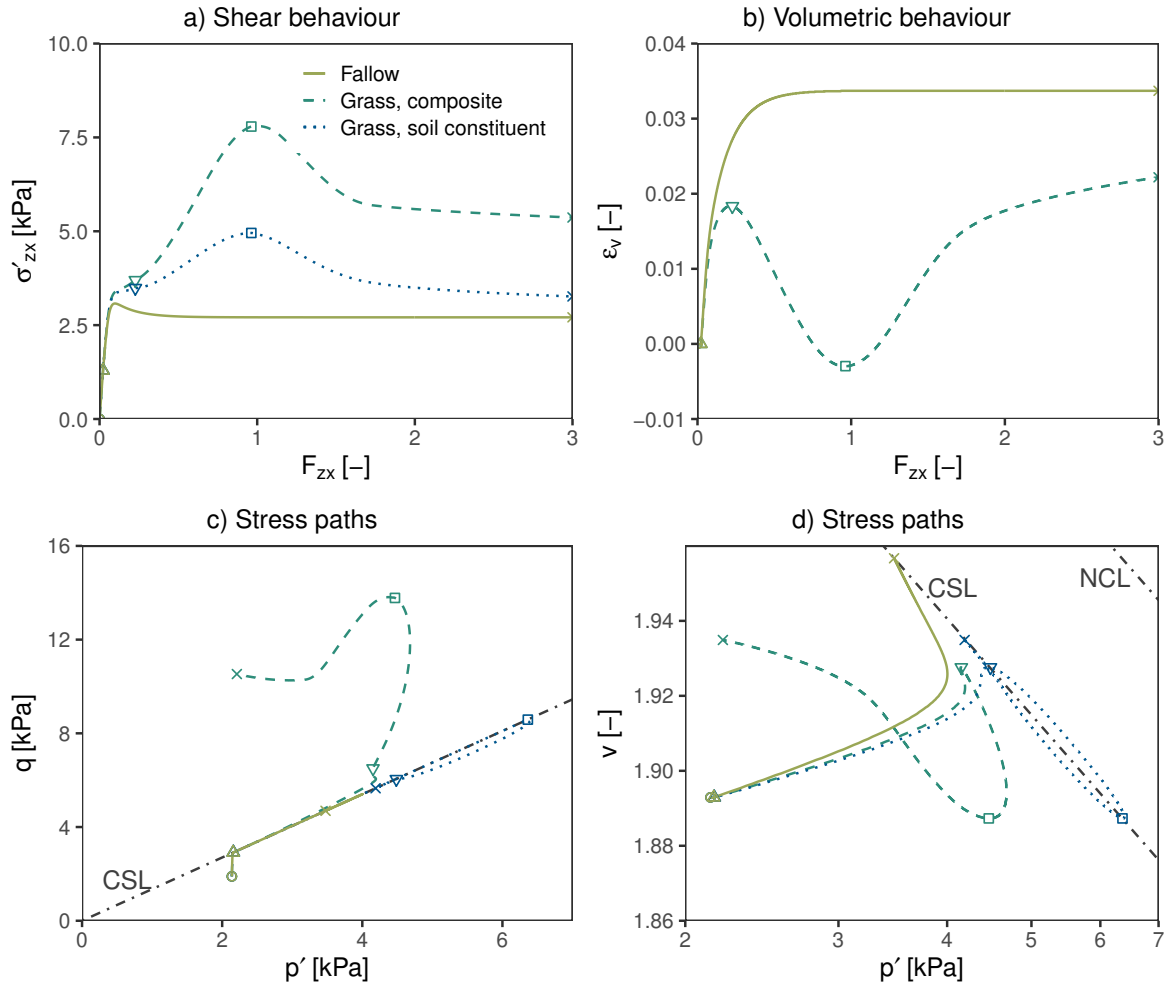 a) Shear behaviour
10.0
7.5
5.0
2.5
0.0
σ′zx [kPa]
Fallow
Grass, composite
Grass, soil constituent
0
1
2
3
Fzx [−]
b) Volumetric behaviour
0.04
0.03
0.02
0.01
0.00
−0.01
εv [−]
0
1
2
3
Fzx [−]
c) Stress paths
16
12
8
4
0
q [kPa]
CSL
0
2
4
6
p′ [kPa]
d) Stress paths
1.94
1.92
1.90
1.88
1.86
v [−]
CSL
NCL
2
3
4
5
6
7
p′ [kPa]